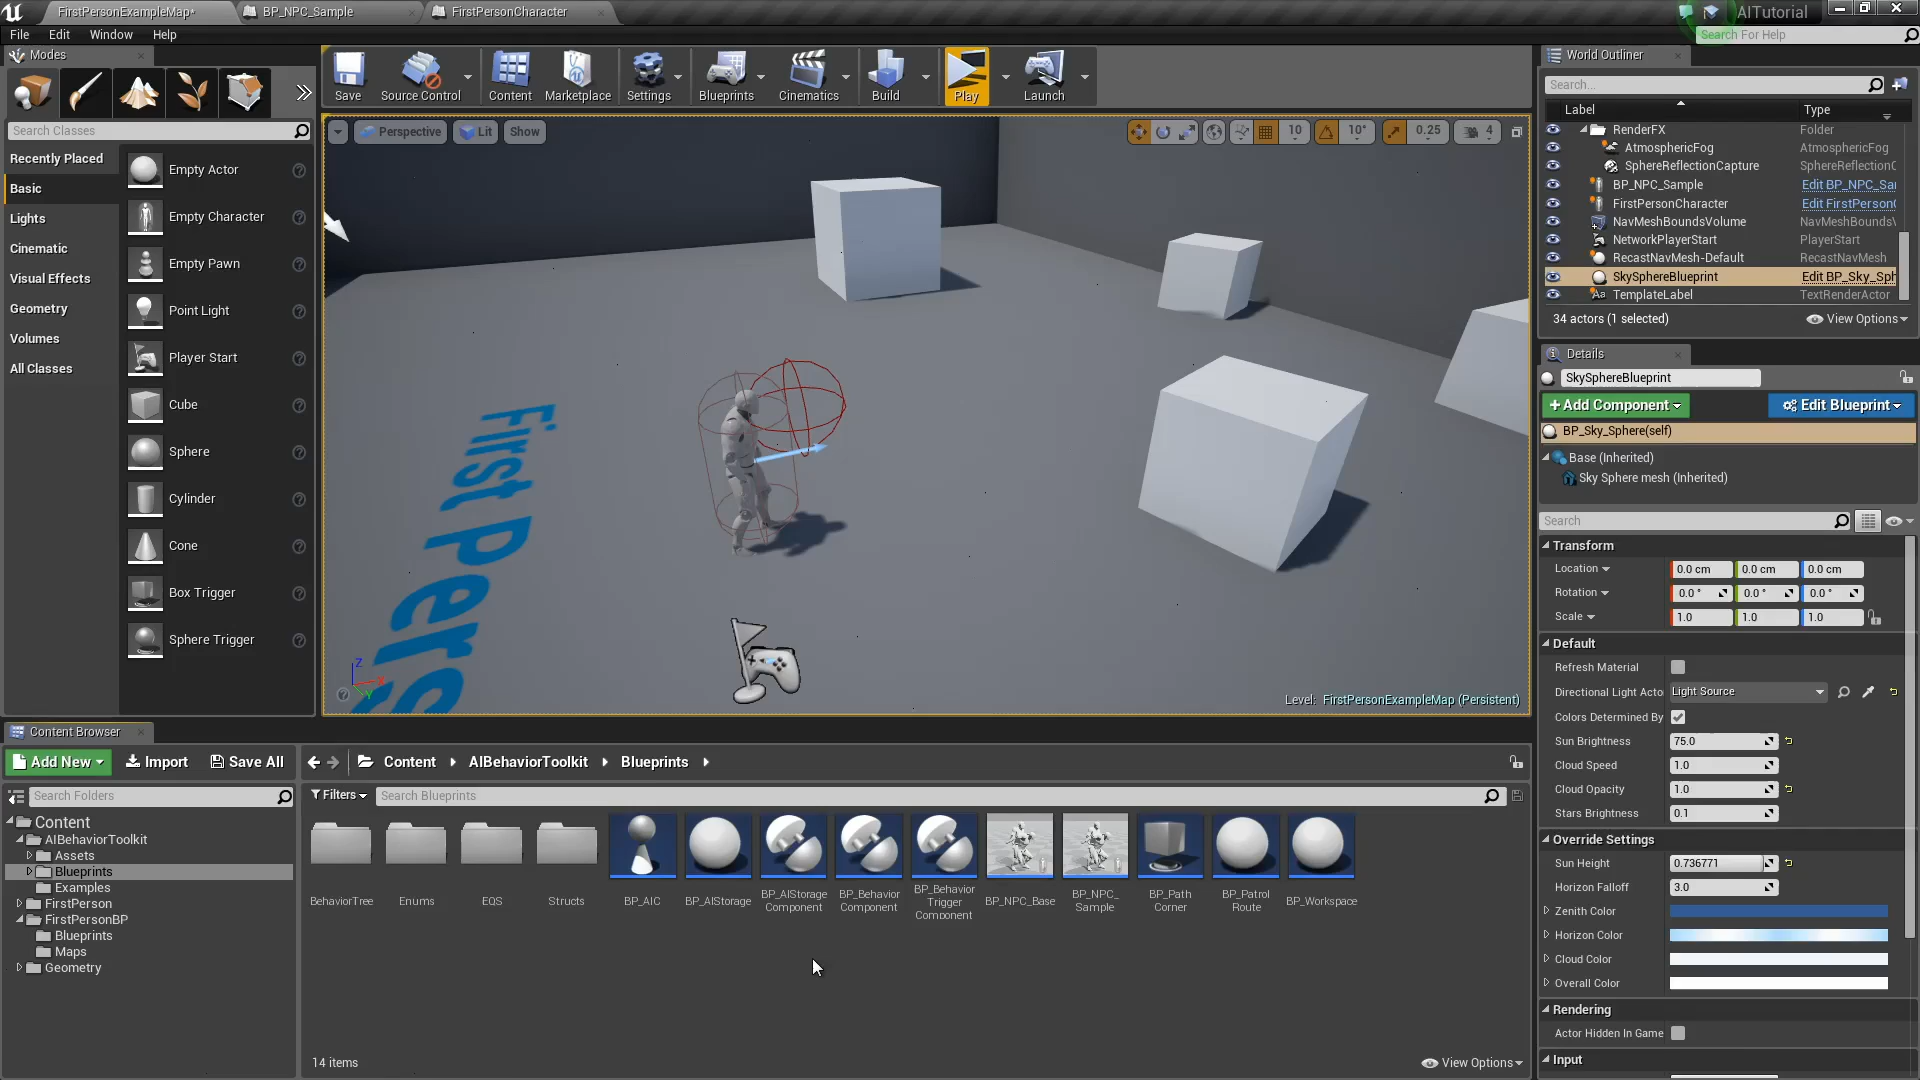 FirstPersonExampleMap*
BP_NPC_Sample
FirstPersonCharacter
AITutorial
File Edit Window Help
Search For Help
Modes
Save
Source Control
Content
Marketplace
Settings
Blueprints
Cinematics
Build
Play
Launch
World Outliner
Search...
Label Type
RenderFX Folder
AtmosphericFog AtmosphericFog
SphereReflectionCapture SphereReflectionC
BP_NPC_Sample Edit BP_NPC_Sa
FirstPersonCharacter Edit FirstPerson
NavMeshBoundsVolume NavMeshBounds
NetworkPlayerStart PlayerStart
RecastNavMesh-Default RecastNavMesh
SkySphereBlueprint Edit BP_Sky_Sph
TemplateLabel TextRenderActor
34 actors (1 selected) View Options
Search Classes
Recently Placed
Basic
Lights
Cinematic
Visual Effects
Geometry
Volumes
All Classes
Empty Actor
Empty Character
Empty Pawn
Point Light
Player Start
Cube
Sphere
Cylinder
Cone
Box Trigger
Sphere Trigger
Perspective Lit Show
10 10° 0.25 4
First Pers
Z
X
Y
Level: FirstPersonExampleMap (Persistent)
Details
SkySphereBlueprint
+Add Component Edit Blueprint
BP_Sky_Sphere(self)
Base (Inherited)
Sky Sphere mesh (Inherited)
Search
Transform
Location 0.0 cm 0.0 cm 0.0 cm
Rotation 0.0 ° 0.0 ° 0.0 °
Scale 1.0 1.0 1.0
Default
Refresh Material
Directional Light Acto Light Source
Colors Determined By
Sun Brightness 75.0
Cloud Speed 1.0
Cloud Opacity 1.0
Stars Brightness 0.1
Override Settings
Sun Height 0.736771
Horizon Falloff 3.0
Zenith Color
Horizon Color
Cloud Color
Overall Color
Rendering
Actor Hidden In Game
Input
Content Browser
Add New Import Save All
Content AIBehaviorToolkit Blueprints
Search Folders
Filters Search Blueprints
Content
AIBehaviorToolkit
Assets
Blueprints
Examples
FirstPerson
FirstPersonBP
Blueprints
Maps
Geometry
BehaviorTree
Enums
EQS
Structs
BP_AIC
BP_AIStorage
BP_AIStorage
Component
BP_Behavior
Component
BP_Behavior
Trigger
Component
BP_NPC_Base
BP_NPC_
Sample
BP_Path
Corner
BP_Patrol
Route
BP_Workspace
14 items View Options